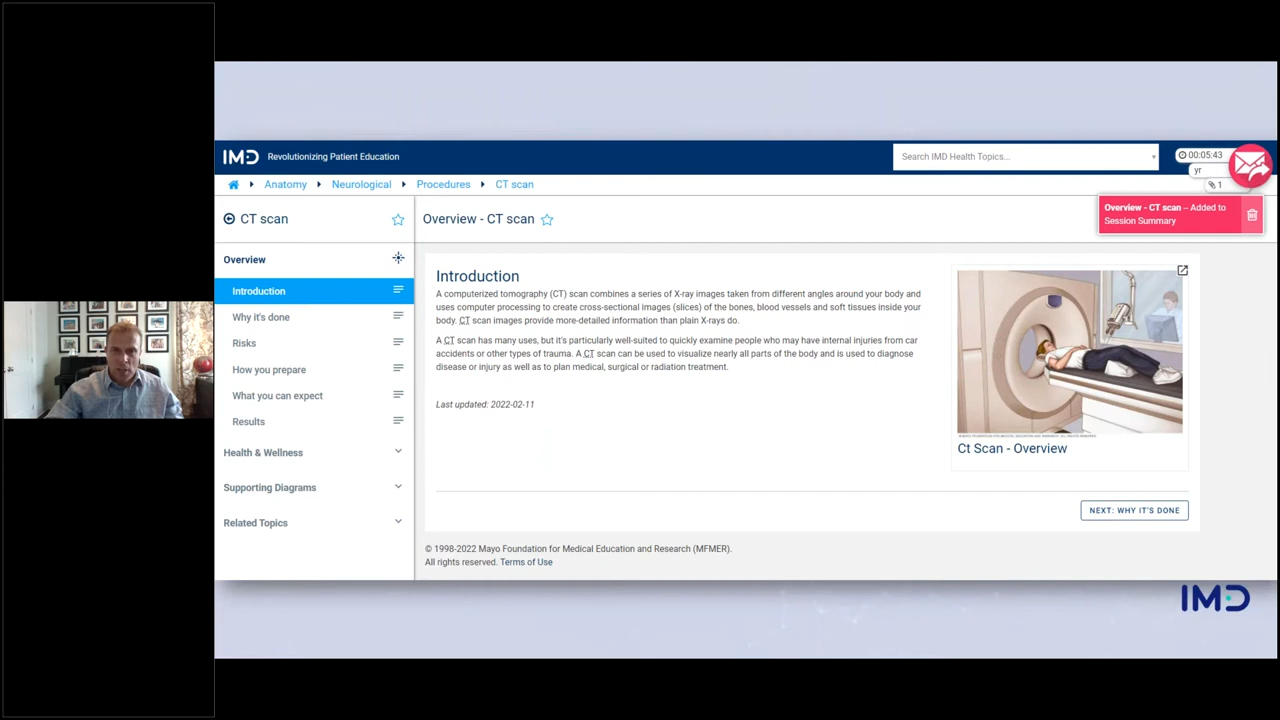 IMD Revolutionizing Patient Education
Search IMD Health Topics...
00:05:43
yr
1
Anatomy Neurological Procedures CT scan
Overview - CT scan – Added to
Session Summary
CT scan
Overview
Introduction
Why it's done
Risks
How you prepare
What you can expect
Results
Health & Wellness
Supporting Diagrams
Related Topics
Overview - CT scan
Introduction
A computerized tomography (CT) scan combines a series of X-ray images taken from different angles around your body and
uses computer processing to create cross-sectional images (slices) of the bones, blood vessels and soft tissues inside your
body. CT scan images provide more-detailed information than plain X-rays do.
A CT scan has many uses, but it's particularly well-suited to quickly examine people who may have internal injuries from car
accidents or other types of trauma. A CT scan can be used to visualize nearly all parts of the body and is used to diagnose
disease or injury as well as to plan medical, surgical or radiation treatment.
Last updated: 2022-02-11
Ct Scan - Overview
NEXT: WHY IT'S DONE
© 1998-2022 Mayo Foundation for Medical Education and Research (MFMER).
All rights reserved. Terms of Use
IMD